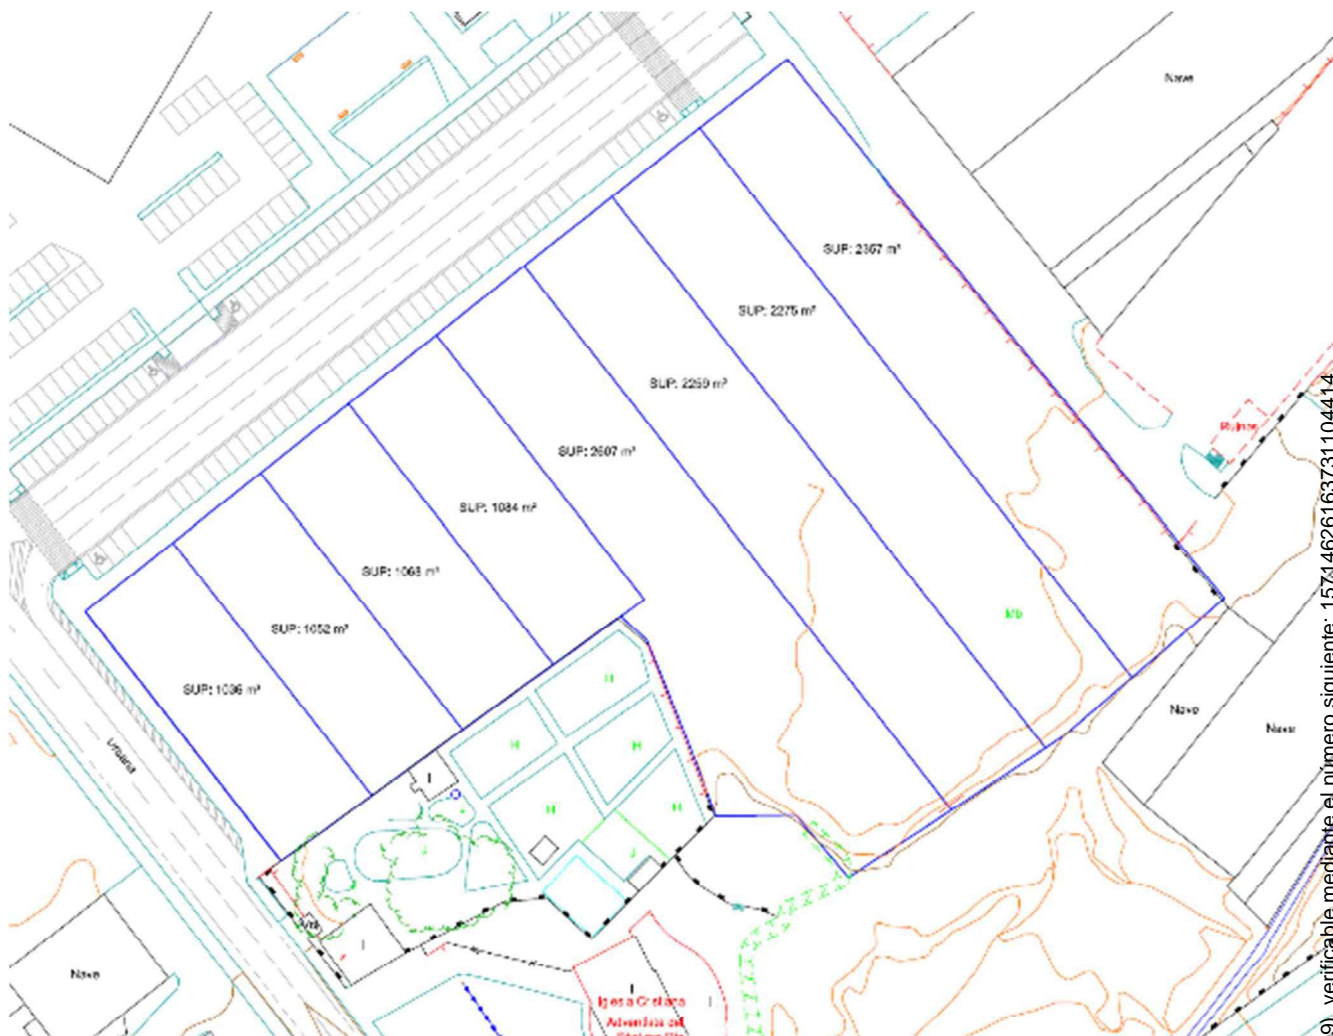 Nave
SUP: 2367 m²
SUP: 2275 m²
SUP: 2259 m²
Ruinas
SUP: 2607 m²
SUP: 1084 m²
SUP: 1068 m²
SUP: 1052 m²
SUP: 1036 m²
Mb
H
H
H
H
H
Nave
Nave
Urbana
I
J
J
I
Nave
I
I
Iglesia Cristiana
Adventista del
9) verificable mediante el número siguiente: 15714626163731104414